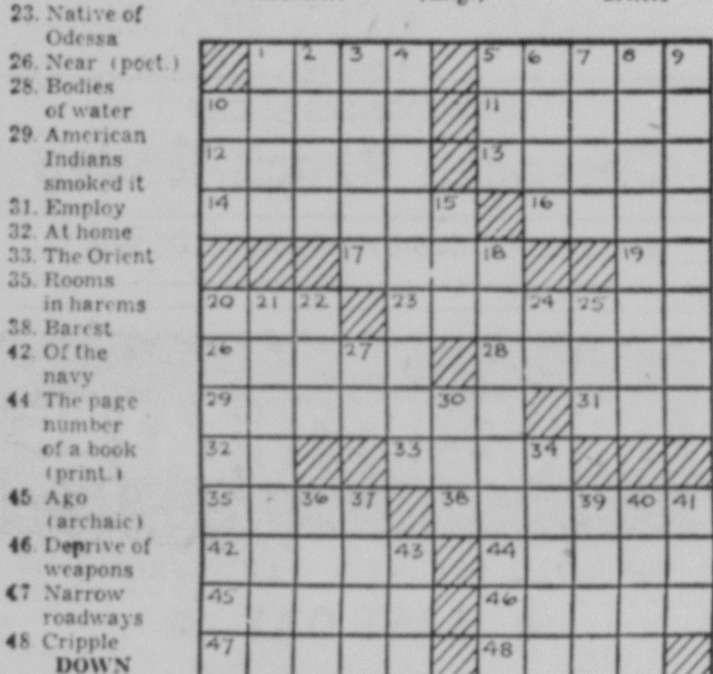 23. Native of
Odessa
26. Near (poet.)
28. Bodies
of water
29. American
Indians
smoked it
31. Employ
32. At home
33. The Orient
35. Rooms
in harems
38. Barest
42. Of the
navy
44. The page
number
of a book
(print.)
45. Ago
(archaic)
46. Deprive of
weapons
47. Narrow
roadways
48. Cripple
DOWN
1 2 3 4 5 6 7 8 9
10 11
12 13
14 15 16
17 18 19
20 21 22 23 24 25
26 27 28
29 30 31
32 33 34
35 36 37 38 39 40 41
42 43 44
45 46
47 48